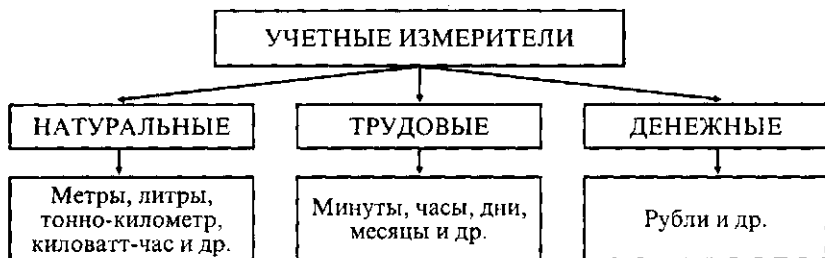 УЧЕТНЫЕ ИЗМЕРИТЕЛИ
НАТУРАЛЬНЫЕ
ТРУДОВЫЕ
ДЕНЕЖНЫЕ
Метры, литры,
тонно-километр,
киловатт-час и др.
Минуты, часы, дни,
месяцы и др.
Рубли и др.